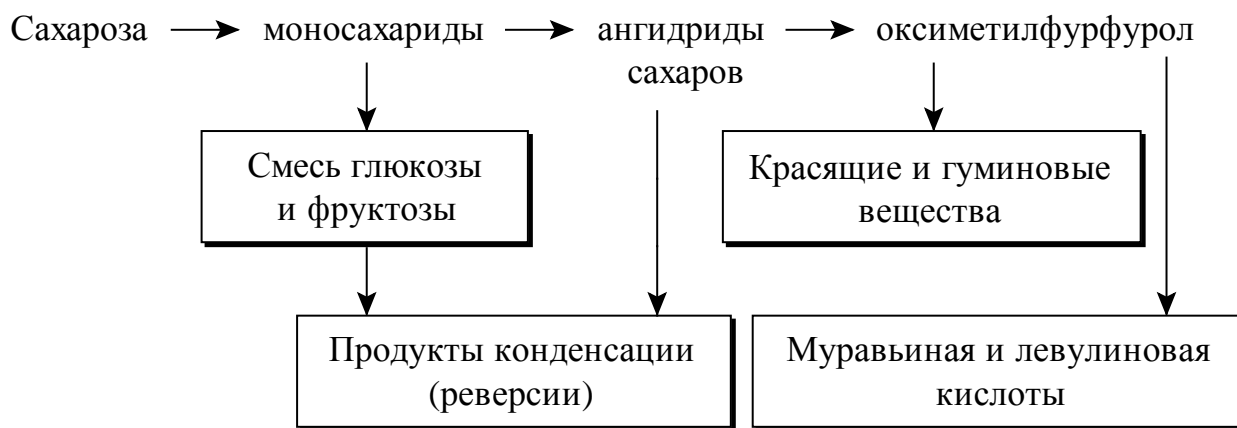 Сахароза моносахариды ангидриды оксиметилфурфурол
сахаров
Смесь глюкозы
и фруктозы
Красящие и гуминовые
вещества
Продукты конденсации
(реверсии)
Муравьиная и левулиновая
кислоты